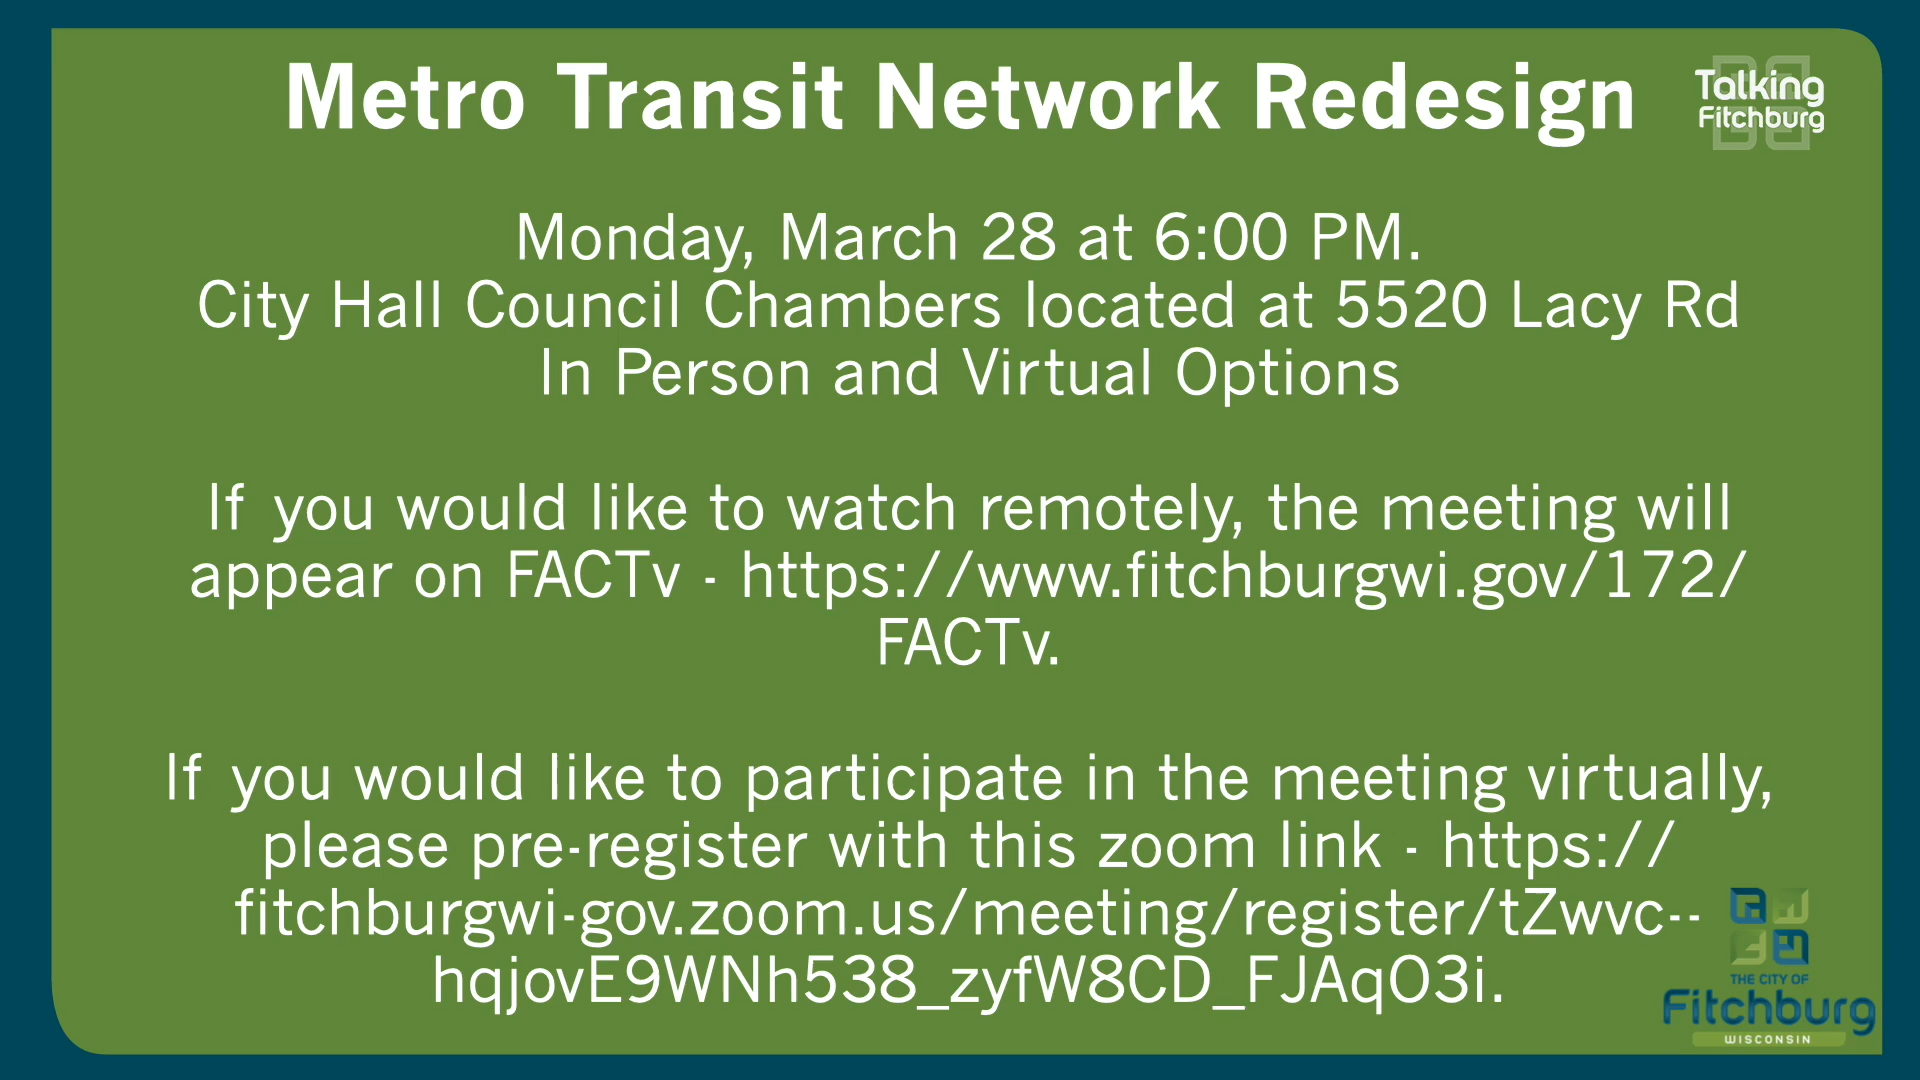 Metro Transit Network Redesign
Talking
Fitchburg
Monday, March 28 at 6:00 PM.
City Hall Council Chambers located at 5520 Lacy Rd
In Person and Virtual Options
If you would like to watch remotely, the meeting will
appear on FACTv - https://www.fitchburgwi.gov/172/
FACTv.
If you would like to participate in the meeting virtually,
please pre-register with this zoom link - https://
fitchburgwi-gov.zoom.us/meeting/register/tZwvc--
hqjovE9WNh538_zyfW8CD_FJAqO3i.
THE CITY OF
Fitchburg
WISCONSIN